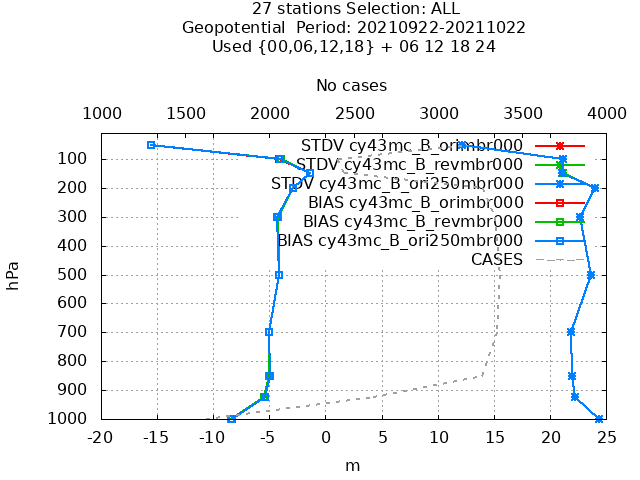 27 stations Selection: ALL
Geopotential  Period: 20210922-20211022
Used {00,06,12,18} + 06 12 18 24
No cases
1000 1500 2000 2500 3000 3500 4000
STDV cy43mc_B_orimbr000
STDV cy43mc_B_revmbr000
STDV cy43mc_B_ori250mbr000
BIAS cy43mc_B_orimbr000
BIAS cy43mc_B_revmbr000
BIAS cy43mc_B_ori250mbr000
CASES
hPa
100
200
300
400
500
600
700
800
900
1000
-20 -15 -10 -5 0 5 10 15 20 25
m